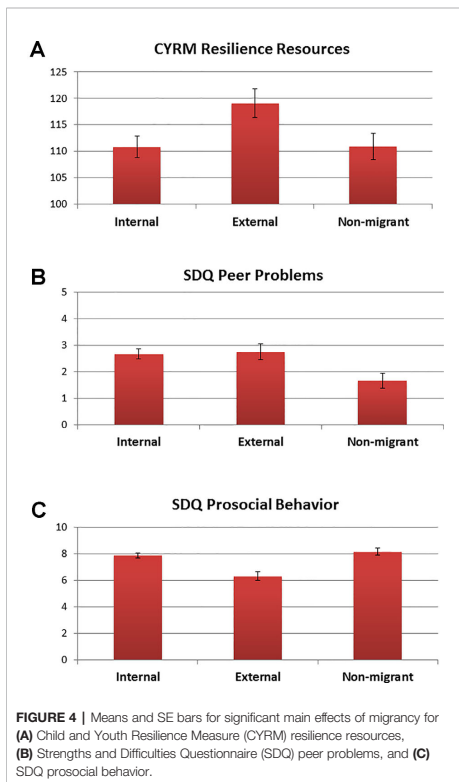 A
CYRM Resilience Resources
125
120
115
110
105
100
Internal External Non-migrant
B
SDQ Peer Problems
5
4
3
2
1
0
Internal External Non-migrant
C
SDQ Prosocial Behavior
10
8
6
4
2
0
Internal External Non-migrant
FIGURE 4 | Means and SE bars for significant main effects of migrancy for
(A) Child and Youth Resilience Measure (CYRM) resilience resources,
(B) Strengths and Difficulties Questionnaire (SDQ) peer problems, and (C)
SDQ prosocial behavior.